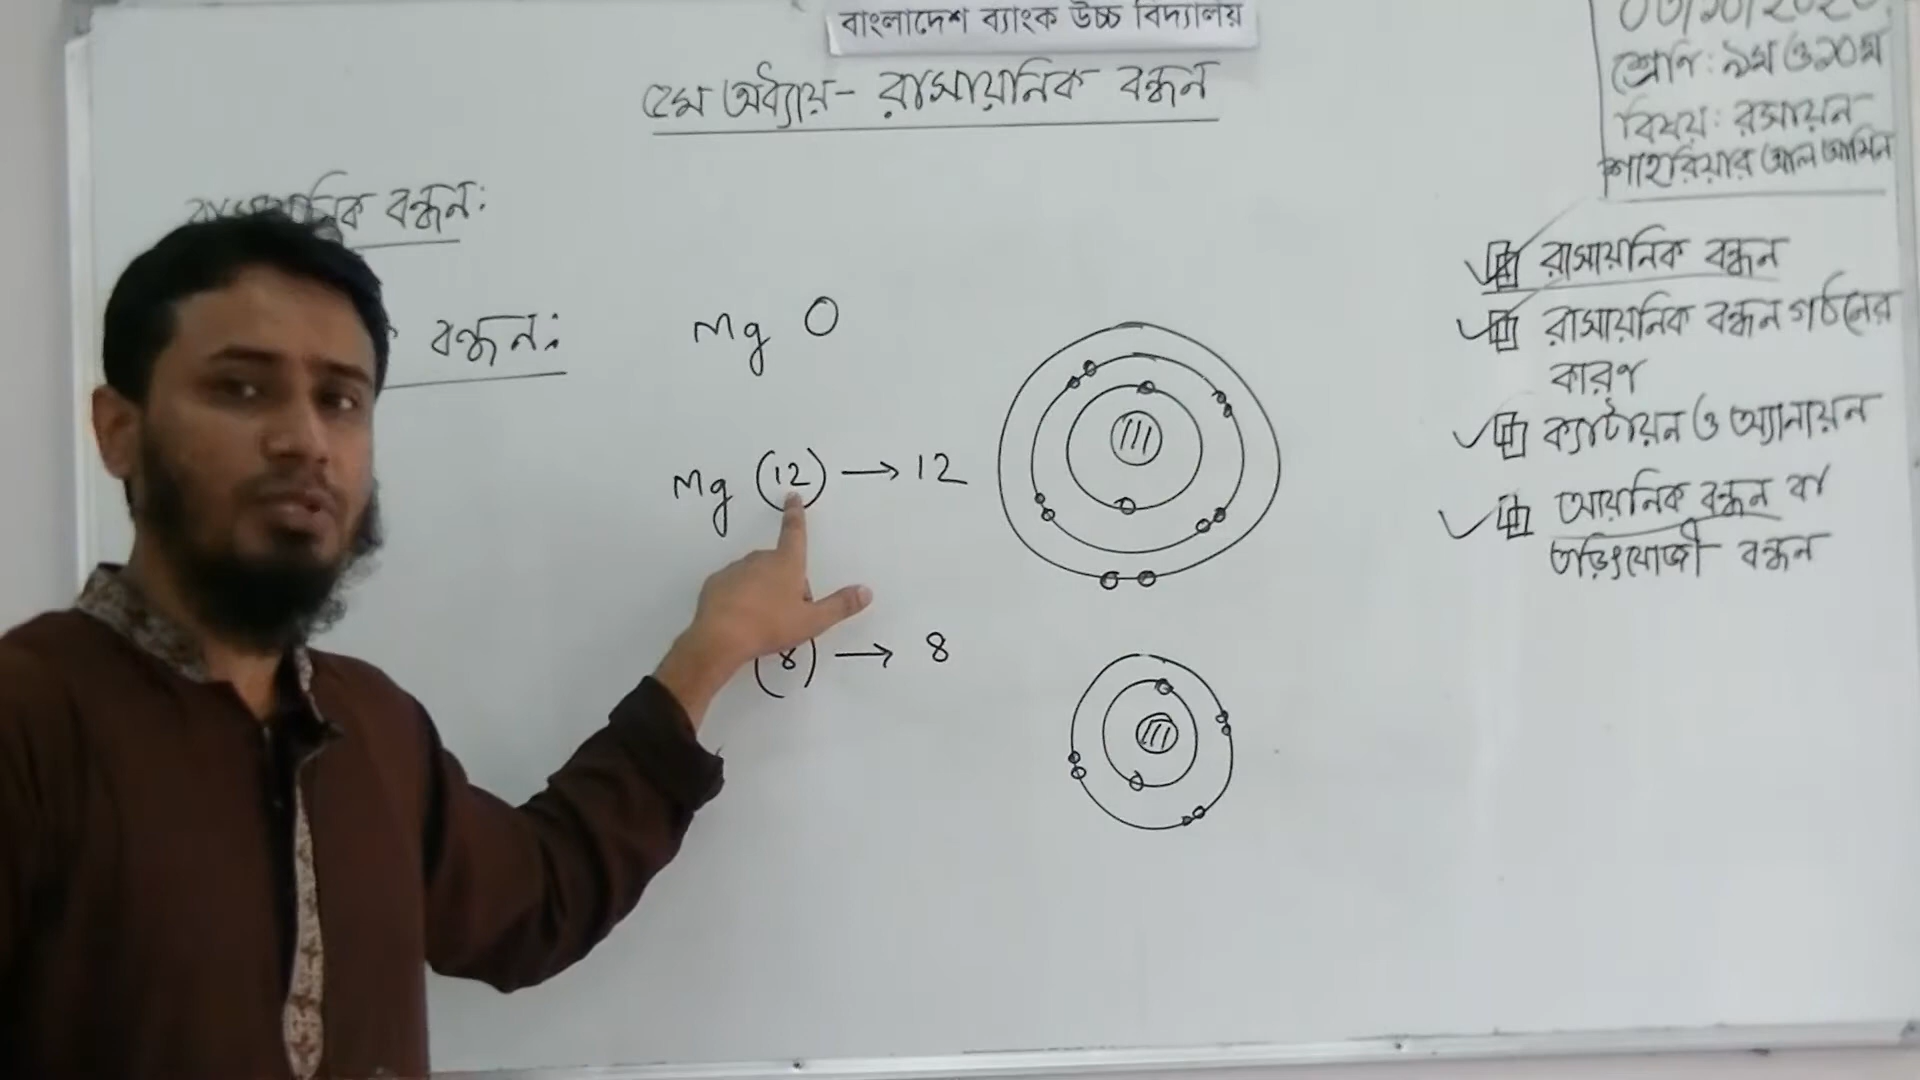 বাংলাদেশ ব্যাংক উচ্চ বিদ্যালয়
৫ম অধ্যায় - রাসায়নিক বন্ধন
শ্রেণি: ৯ম ও ১০ম
বিষয়: রসায়ন
শাহরিয়ার আল আমিন
রাসায়নিক বন্ধন:
বন্ধন:
Mg O
Mg (12) → 12
(8) → 8
রাসায়নিক বন্ধন
রাসায়নিক বন্ধন গঠনের
কারণ
ক্যাটায়ন ও অ্যানায়ন
আয়নিক বন্ধন বা
তড়িৎযোজী বন্ধন